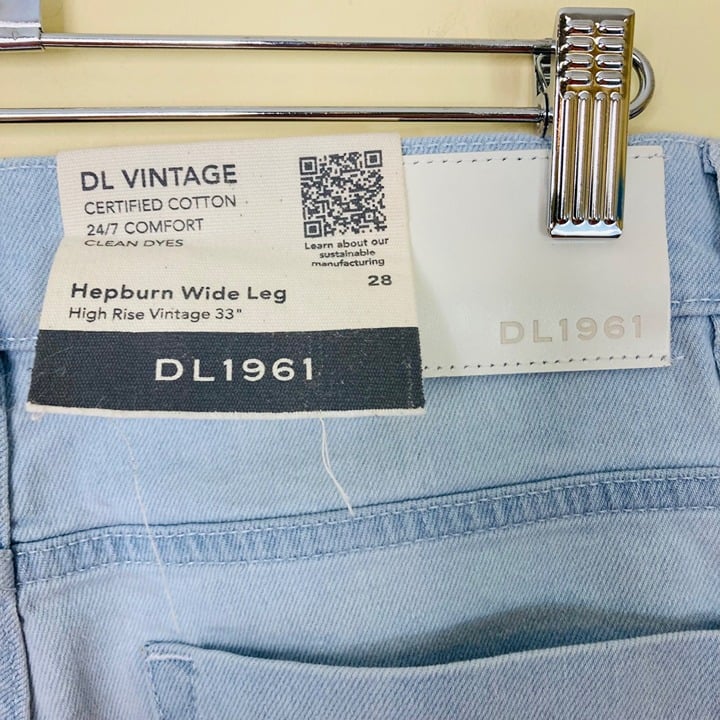 DL VINTAGE
CERTIFIED COTTON
24/7 COMFORT
CLEAN DYES
Learn about our
sustainable
manufacturing
28
Hepburn Wide Leg
High Rise Vintage 33"
DL1961
DL1961